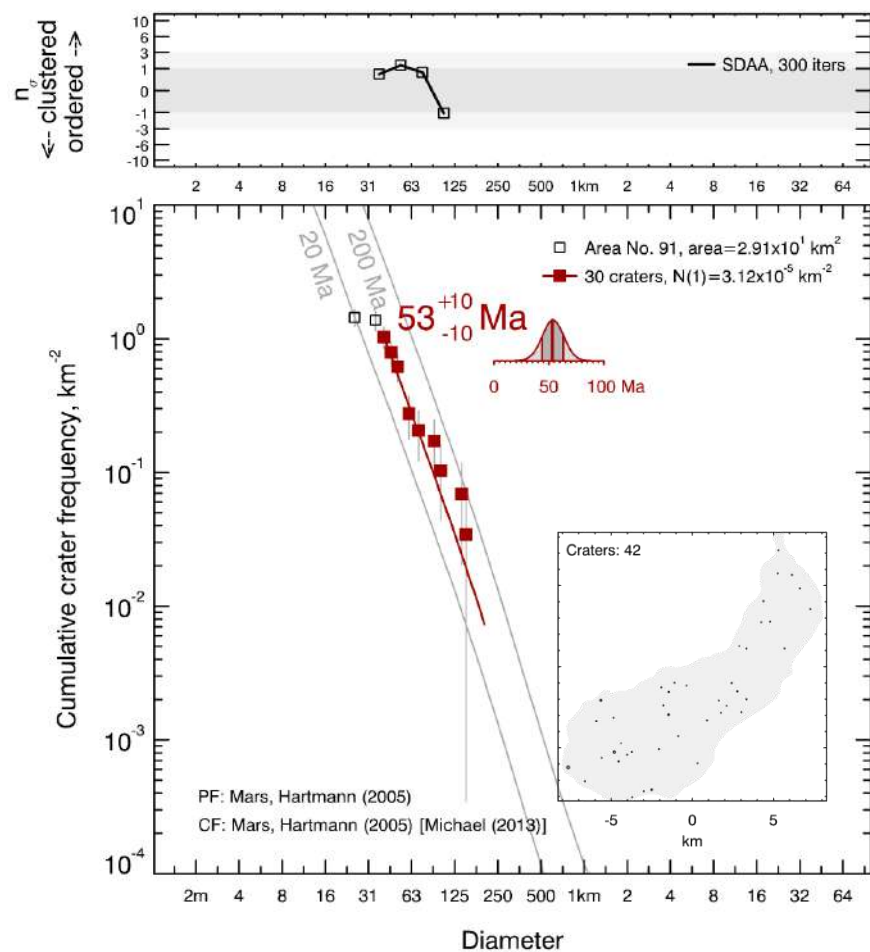 n_σ
<-- clustered
ordered -->
10
6
3
1
0
-1
-3
-6
-10
SDAA, 300 iters
2 4 8 16 31 63 125 250 500 1km 2 4 8 16 32 64
Cumulative crater frequency, km⁻²
10¹
10⁰
10⁻¹
10⁻²
10⁻³
10⁻⁴
20 Ma
200 Ma
Area No. 91, area=2.91x10¹ km²
30 craters, N(1)=3.12x10⁻⁵ km⁻²
53 +10 -10 Ma
0 50 100 Ma
Craters: 42
-5 0 5
km
PF: Mars, Hartmann (2005)
CF: Mars, Hartmann (2005) [Michael (2013)]
2m 4 8 16 31 63 125 250 500 1km 2 4 8 16 32 64
Diameter